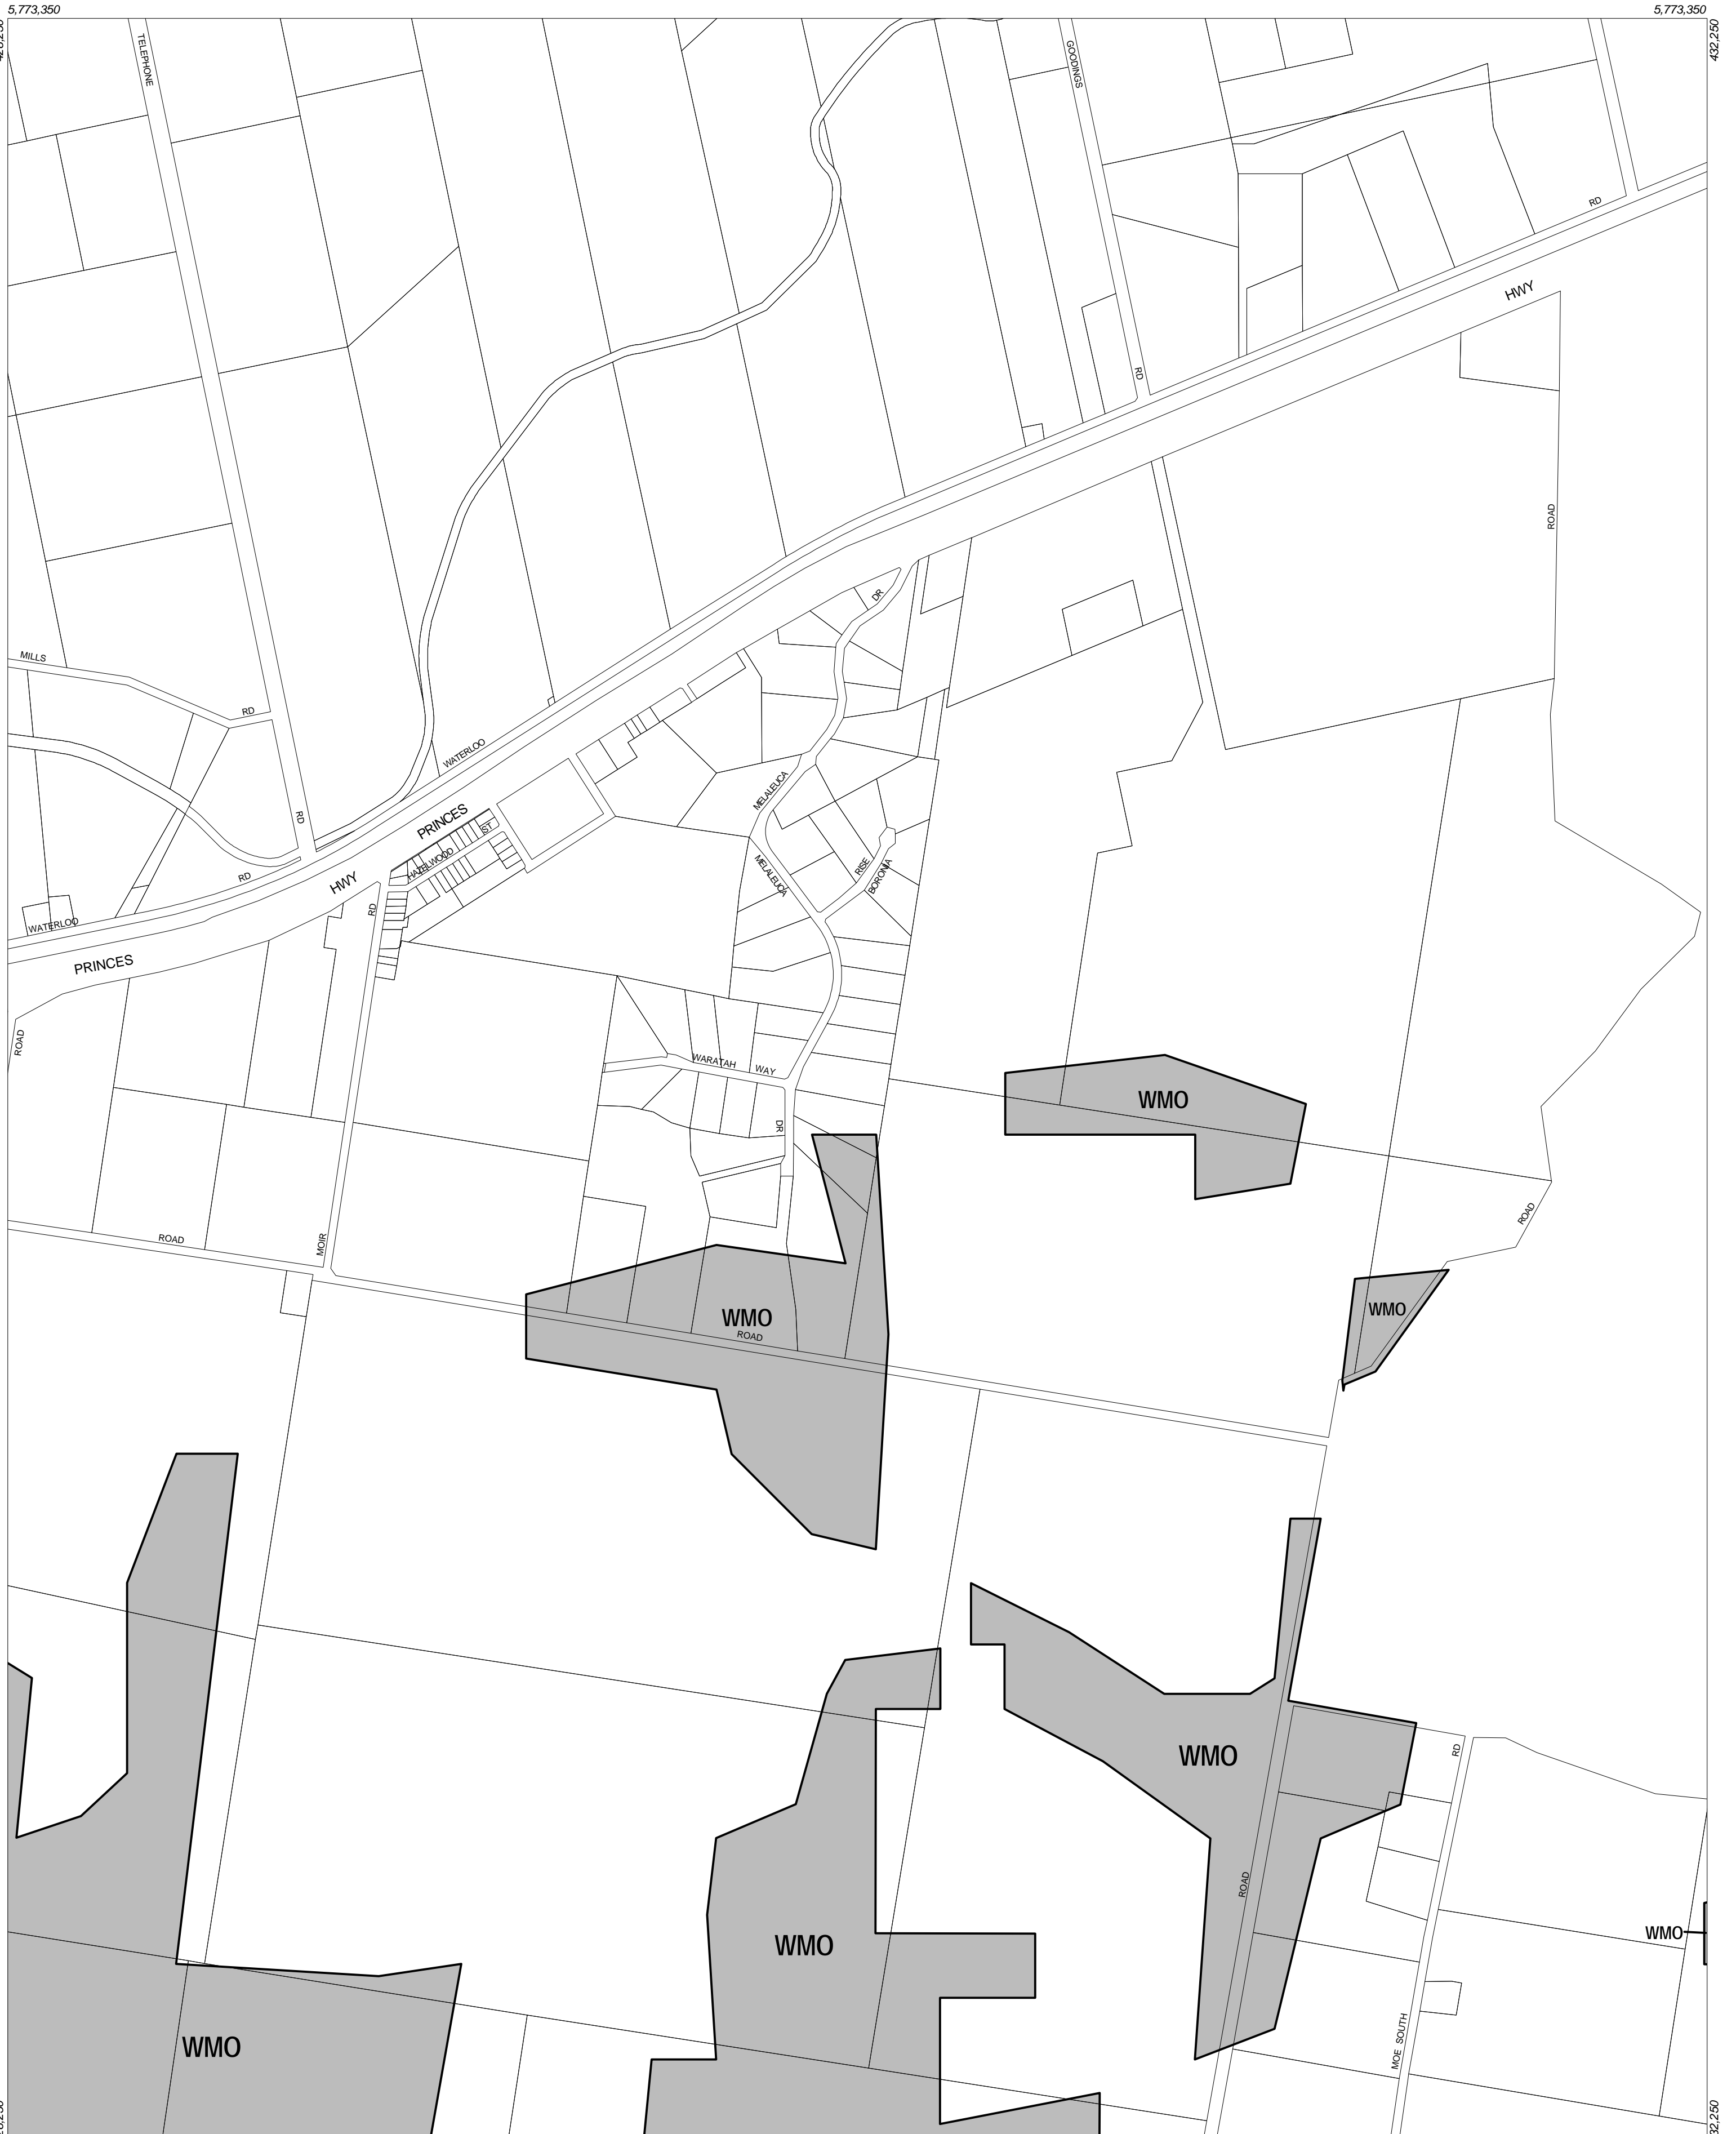 5,773,350
5,773,350
432,250
TELEPHONE
GOODINGS
RD
HWY
RD
ROAD
DR
MILLS
RD
WATERLOO
MELALEUCA
PRINCES
RD
ST
HAZELWOOD
MELALEUCA
RISE
BORONIA
RD
HWY
RD
WATERLOO
PRINCES
ROAD
WARATAH
WAY
WMO
DR
ROAD
ROAD
MOIR
WMO
WMO
ROAD
RD
WMO
ROAD
WMO
WMO
WMO
MOE SOUTH